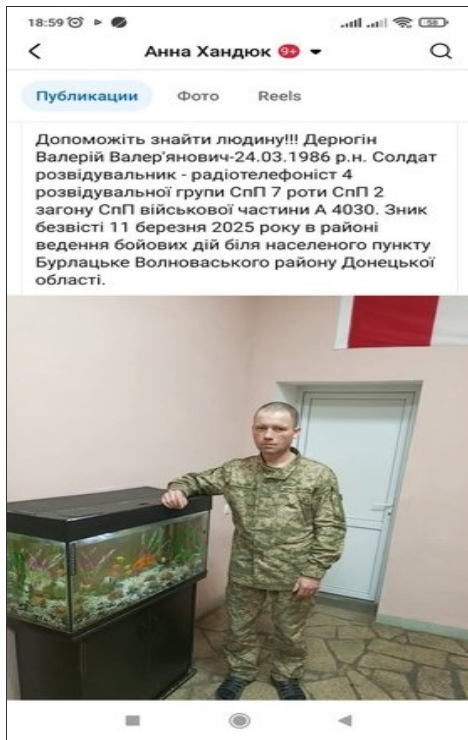 18:59
58
Анна Хандюк 9+
Публикации Фото Reels
Допоможіть знайти людину!!! Дерюгін
Валерій Валер'янович-24.03.1986 р.н. Солдат
розвідувальник - радіотелефоніст 4
розвідувальної групи СпП 7 роти СпП 2
загону СпП військової частини А 4030. Зник
безвісті 11 березня 2025 року в районі
ведення бойових дій біля населеного пункту
Бурлацьке Волноваського району Донецької
області.